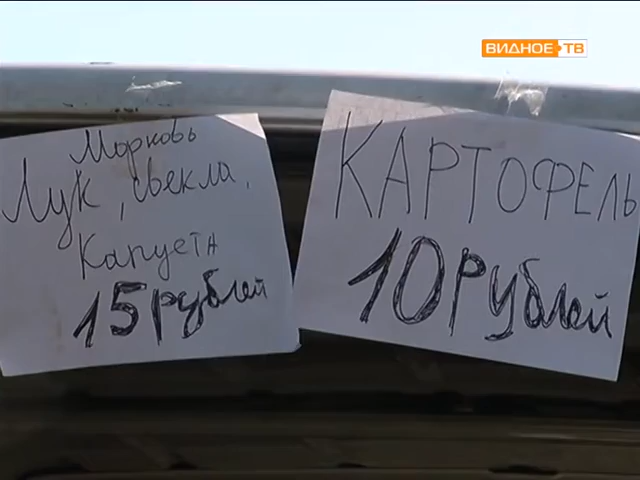 ВИДНОЕ ТВ
Морковь
Лук, свекла,
Капуста
15 рублей
КАРТОФЕЛЬ
10 рублей